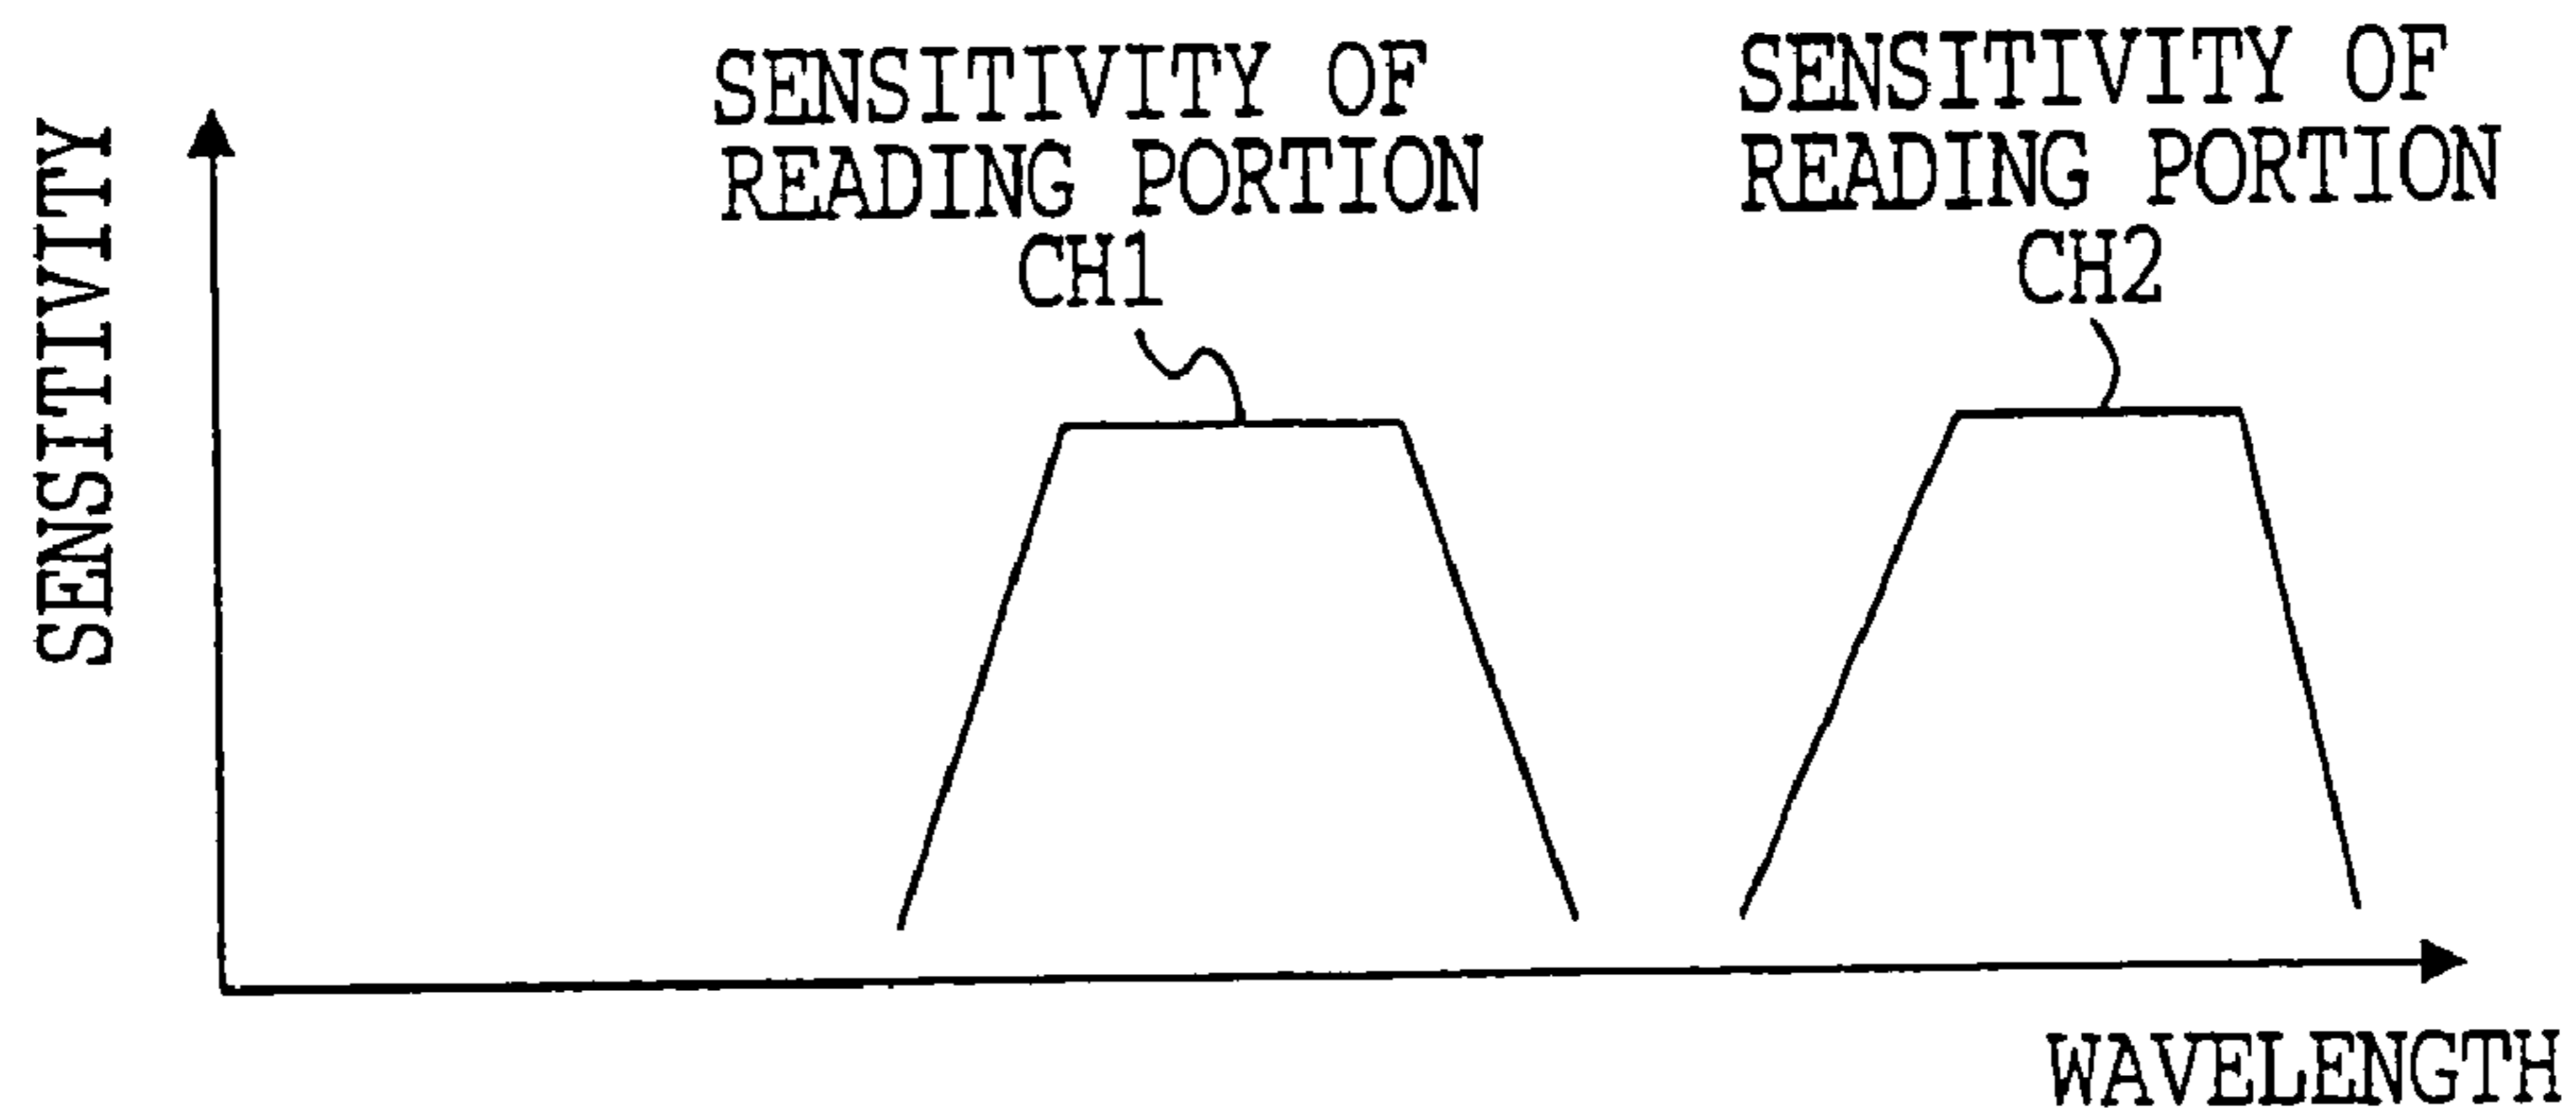 SENSITIVITY
SENSITIVITY OF
READING PORTION
CH1
SENSITIVITY OF
READING PORTION
CH2
WAVELENGTH